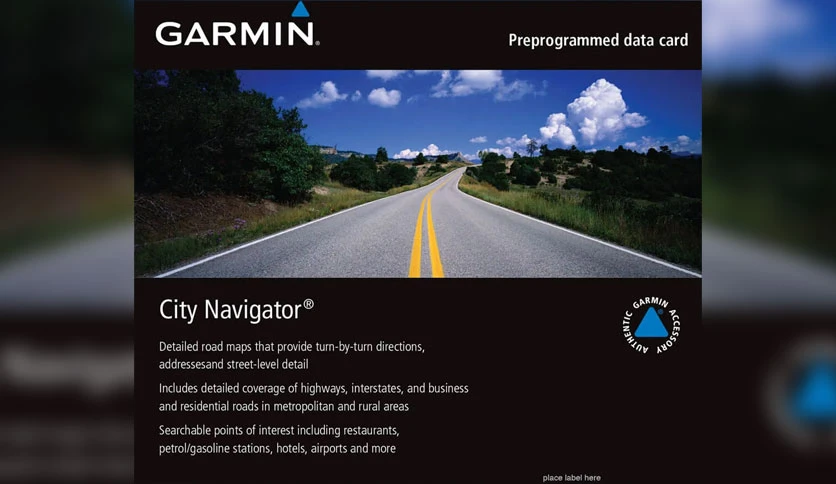 GARMIN®
Preprogrammed data card
City Navigator®
Detailed road maps that provide turn-by-turn directions,
addressesand street-level detail
Includes detailed coverage of highways, interstates, and business
and residential roads in metropolitan and rural areas
Searchable points of interest including restaurants,
petrol/gasoline stations, hotels, airports and more
AUTHENTIC GARMIN ACCESSORY
place label here